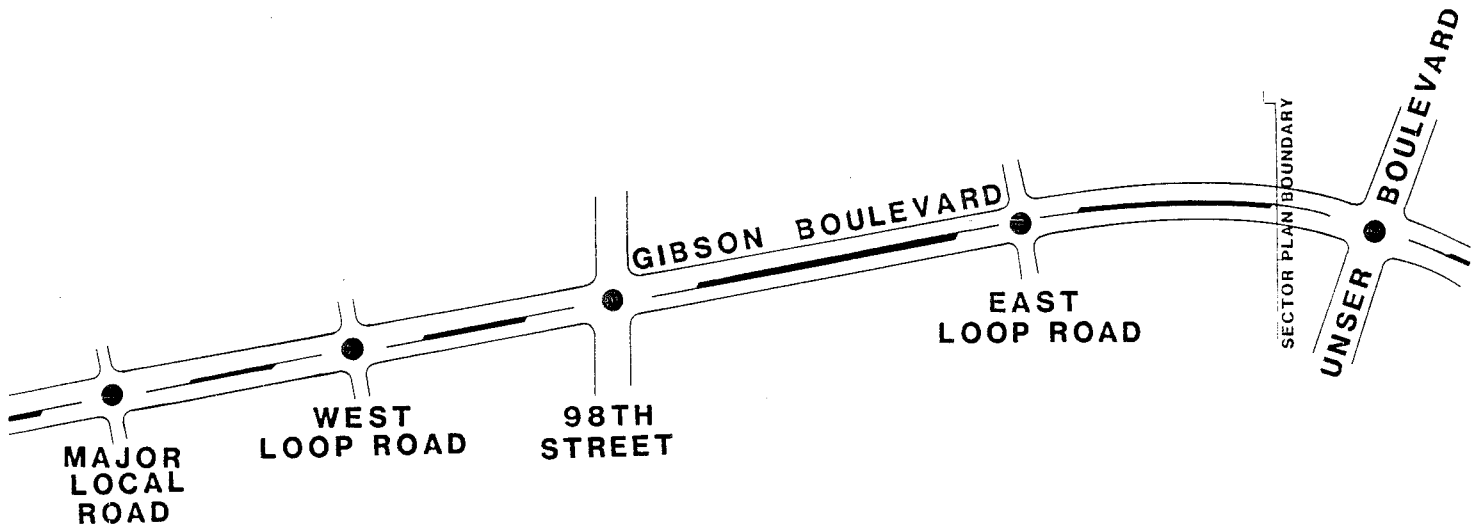 GIBSON BOULEVARD
SECTOR PLAN BOUNDARY
UNSER BOULEVARD
EAST
LOOP ROAD
98TH
STREET
WEST
LOOP ROAD
MAJOR
LOCAL
ROAD